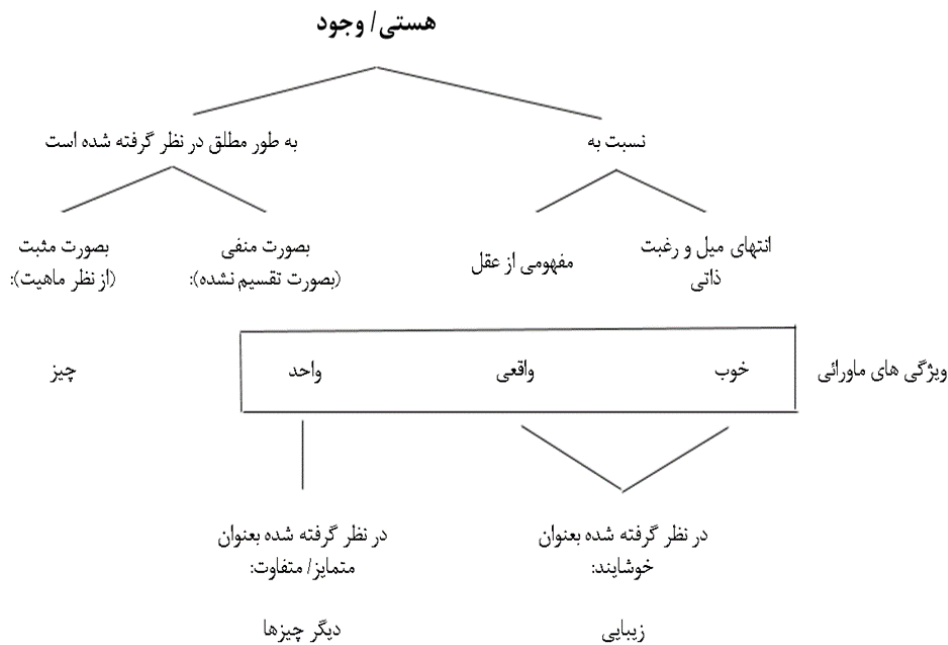 هستی/ وجود
نسبت به
به طور مطلق در نظر گرفته شده است
انتهای میل و رغبت
ذاتی
مفهومی از عقل
بصورت منفی
(بصورت تقسیم نشده):
بصورت مثبت
(از نظر ماهیت):
ویژگی های ماورائی
خوب
واقعی
واحد
چیز
در نظر گرفته شده بعنوان
خوشایند:
در نظر گرفته شده بعنوان
متمایز/ متفاوت:
زیبایی
دیگر چیزها